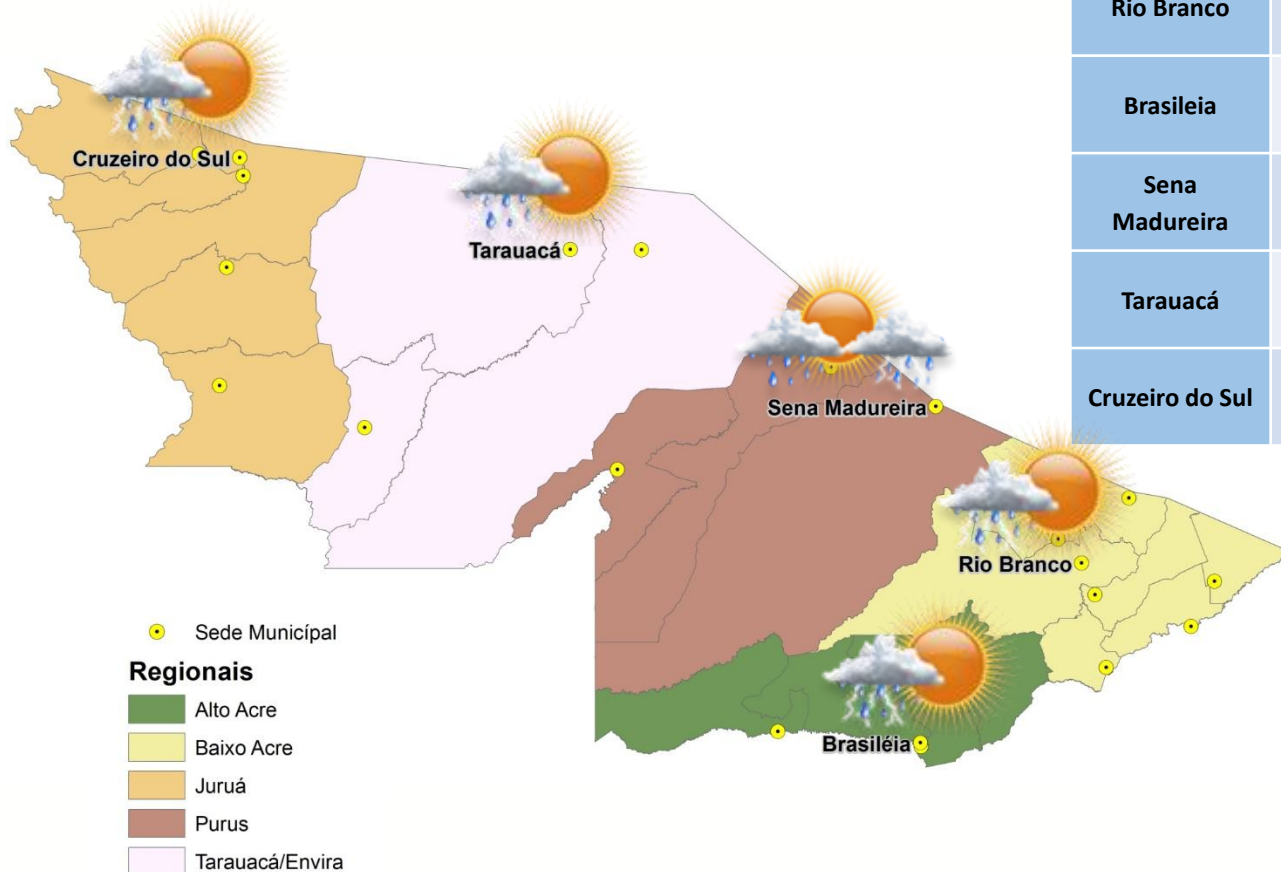 Rio Branco
Brasileia
Sena
Madureira
Tarauacá
Cruzeiro do Sul
Cruzeiro do Sul
Tarauacá
Sena Madureira
Rio Branco
Brasiléia
Sede Municípal
Regionais
Alto Acre
Baixo Acre
Juruá
Purus
Tarauacá/Envira